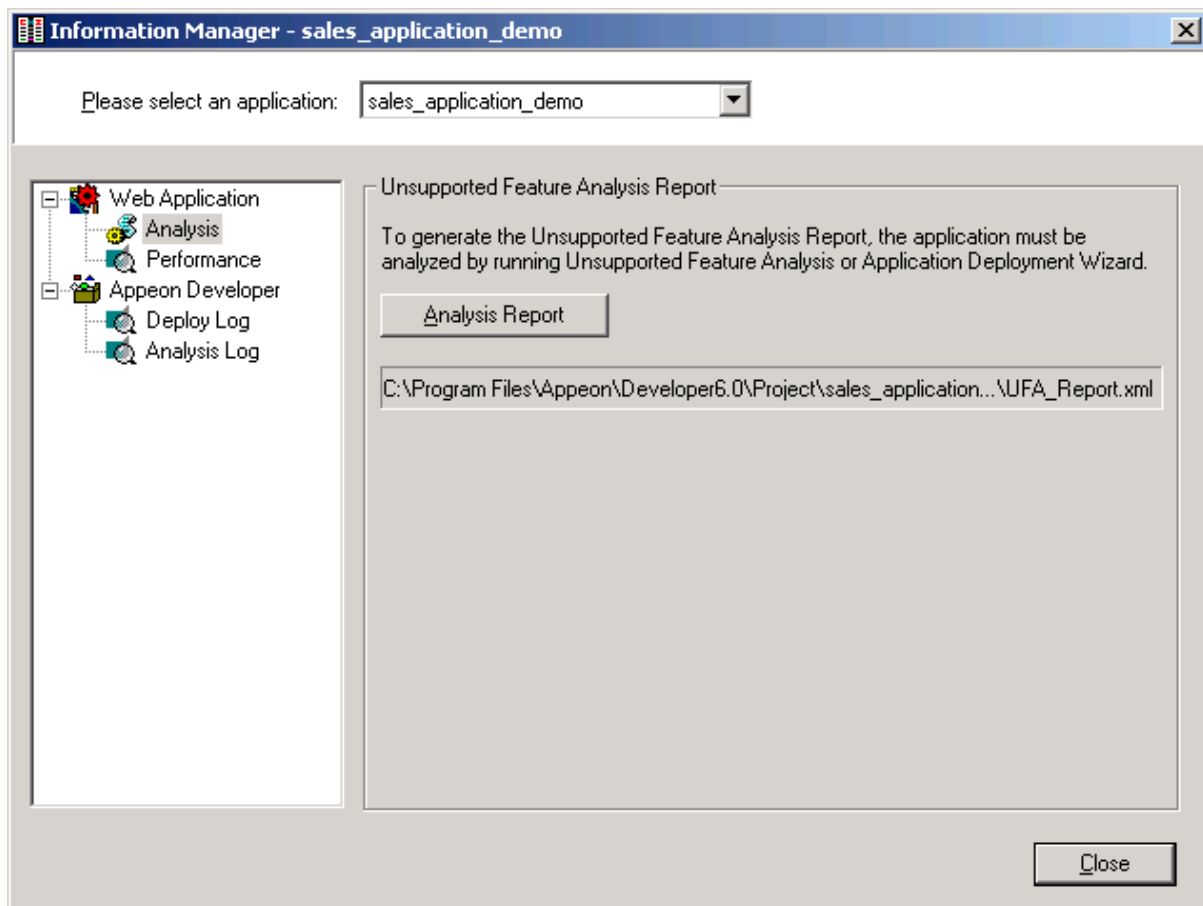 Information Manager - sales_application_demo
Please select an application:
sales_application_demo
Web Application
Analysis
Performance
Appeon Developer
Deploy Log
Analysis Log
Unsupported Feature Analysis Report
To generate the Unsupported Feature Analysis Report, the application must be
analyzed by running Unsupported Feature Analysis or Application Deployment Wizard.
Analysis Report
C:\Program Files\Appeon\Developer6.0\Project\sales_application...\UFA_Report.xml
Close